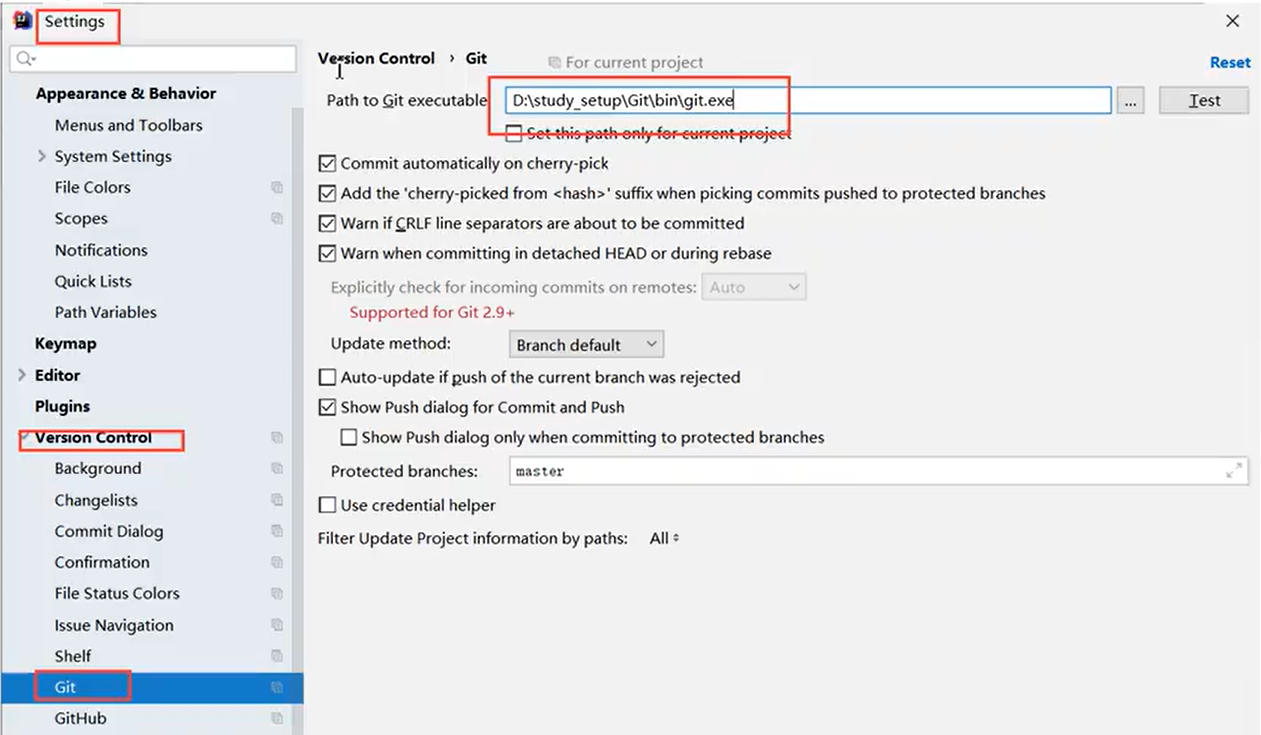 Settings
Version Control › Git
For current project
Reset
Path to Git executable
D:\study_setup\Git\bin\git.exe
...
Test
Set this path only for current project
Commit automatically on cherry-pick
Add the 'cherry-picked from <hash>' suffix when picking commits pushed to protected branches
Warn if CRLF line separators are about to be committed
Warn when committing in detached HEAD or during rebase
Explicitly check for incoming commits on remotes: Auto
Supported for Git 2.9+
Update method: Branch default
Auto-update if push of the current branch was rejected
Show Push dialog for Commit and Push
Show Push dialog only when committing to protected branches
Protected branches: master
Use credential helper
Filter Update Project information by paths: All
Appearance & Behavior
Menus and Toolbars
System Settings
File Colors
Scopes
Notifications
Quick Lists
Path Variables
Keymap
Editor
Plugins
Version Control
Background
Changelists
Commit Dialog
Confirmation
File Status Colors
Issue Navigation
Shelf
Git
GitHub